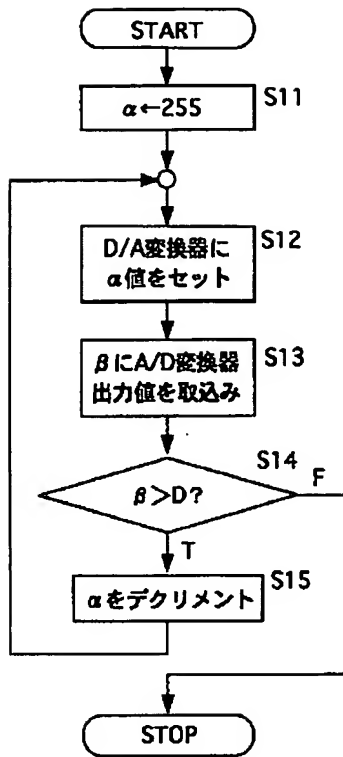 START
α←255
S11
D/A変換器に
α値をセット
S12
βにA/D変換器
出力値を取込み
S13
β>D?
S14
F
T
αをデクリメント
S15
STOP